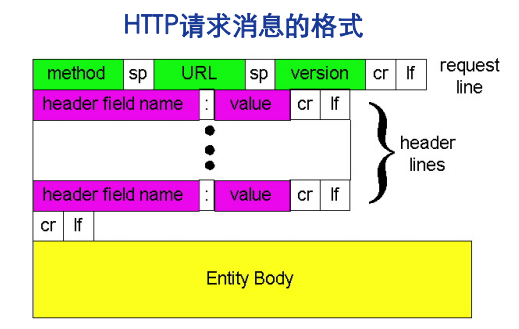 HTTP请求消息的格式
method sp URL sp version cr lf request line
header field name : value cr lf
header lines
header field name : value cr lf
cr lf
Entity Body